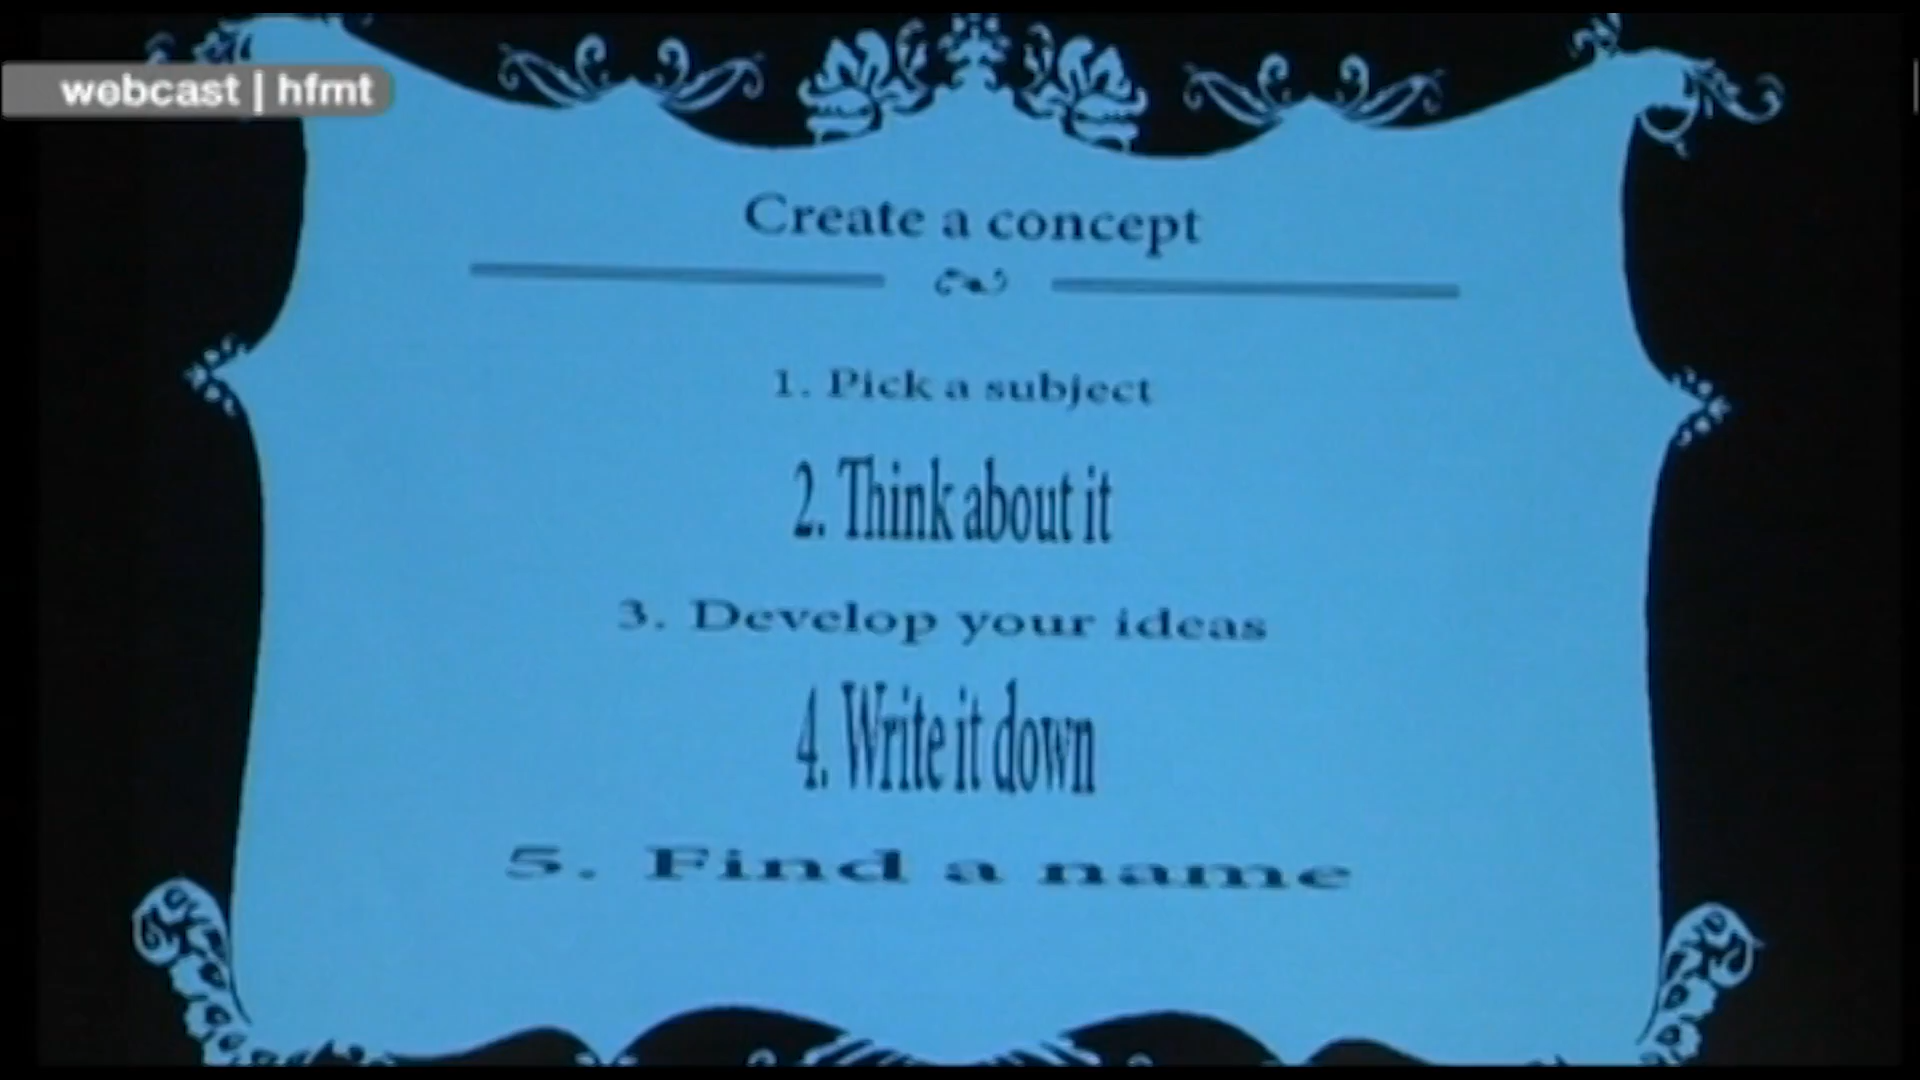 webcast | hfmt
Create a concept
1. Pick a subject
2. Think about it
3. Develop your ideas
4. Write it down
5. Find a name